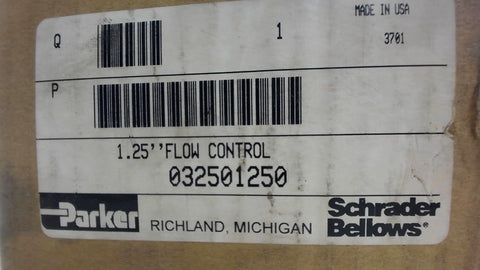 MADE IN USA
Q 1
3701
P
1.25''FLOW CONTROL
032501250
Parker RICHLAND, MICHIGAN Schrader
Bellows®